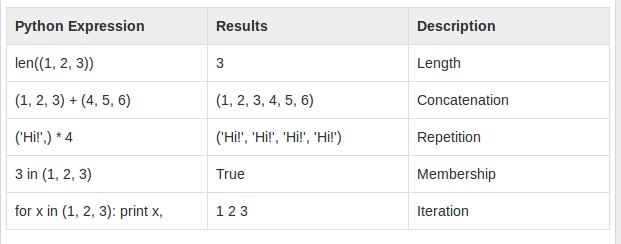 Python Expression Results Description
len((1, 2, 3)) 3 Length
(1, 2, 3) + (4, 5, 6) (1, 2, 3, 4, 5, 6) Concatenation
('Hi!',) * 4 ('Hi!', 'Hi!', 'Hi!', 'Hi!') Repetition
3 in (1, 2, 3) True Membership
for x in (1, 2, 3): print x, 1 2 3 Iteration